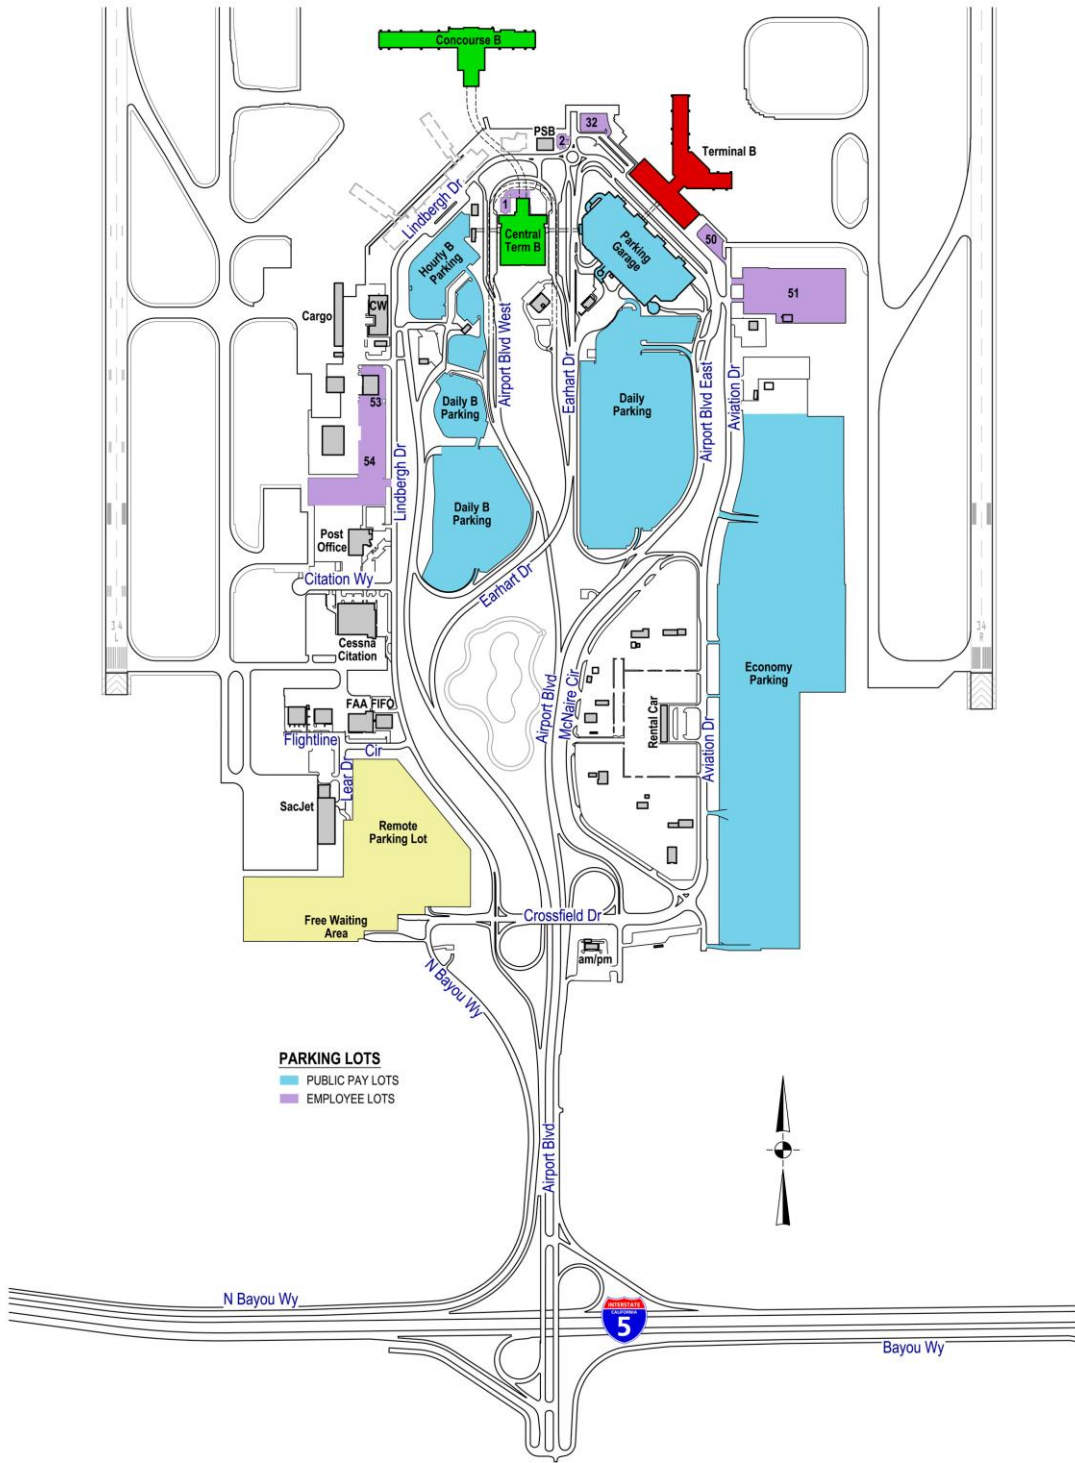 Concourse B
PSB
2
32
Terminal B
Lindbergh Dr
1
Central
Term B
Hourly B
Parking
Parking
Garage
50
51
Cargo
CW
Airport Blvd West
Earhart Dr
Airport Blvd East
Aviation Dr
53
Daily B
Parking
Daily
Parking
54
Lindbergh Dr
Daily B
Parking
Post
Office
Citation Wy
Earhart Dr
34
L
34
R
Cessna
Citation
Economy
Parking
Airport Blvd
McNaire Cir
Rental Car
Aviation Dr
FAA
FIFO
Flightline
Cir
Lear Dr
SacJet
Remote
Parking Lot
Free Waiting
Area
Crossfield Dr
am/pm
N Bayou Wy
PARKING LOTS
PUBLIC PAY LOTS
EMPLOYEE LOTS
Airport Blvd
N Bayou Wy
INTERSTATE
CALIFORNIA
5
Bayou Wy